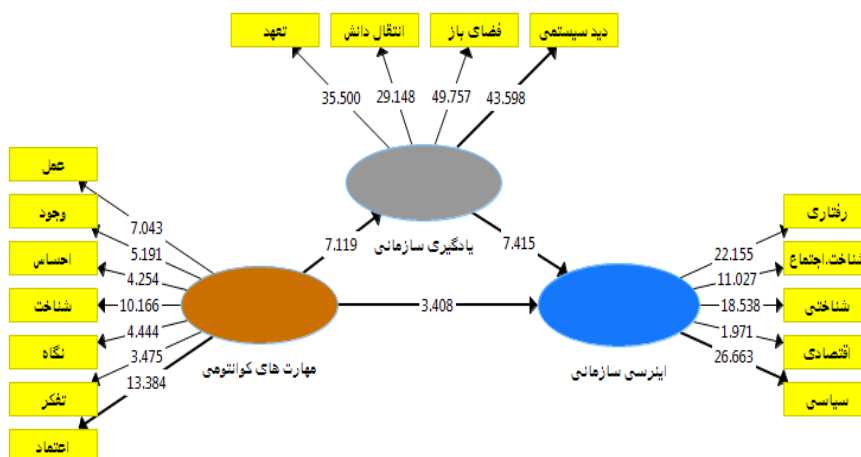 دید سیستمی
فضای باز
انتقال دانش
تعهد
43.598
49.757
29.148
35.500
یادگیری سازمانی
7.119
7.415
3.408
عمل
وجود
احساس
شناخت
نگاه
تفکر
اعتماد
7.043
5.191
4.254
10.166
4.444
3.475
13.384
مهارت های کوانتومی
رفتاری
شناخت.اجتماع
شناختی
اقتصادی
سیاسی
22.155
11.027
18.538
1.971
26.663
اینرسی سازمانی